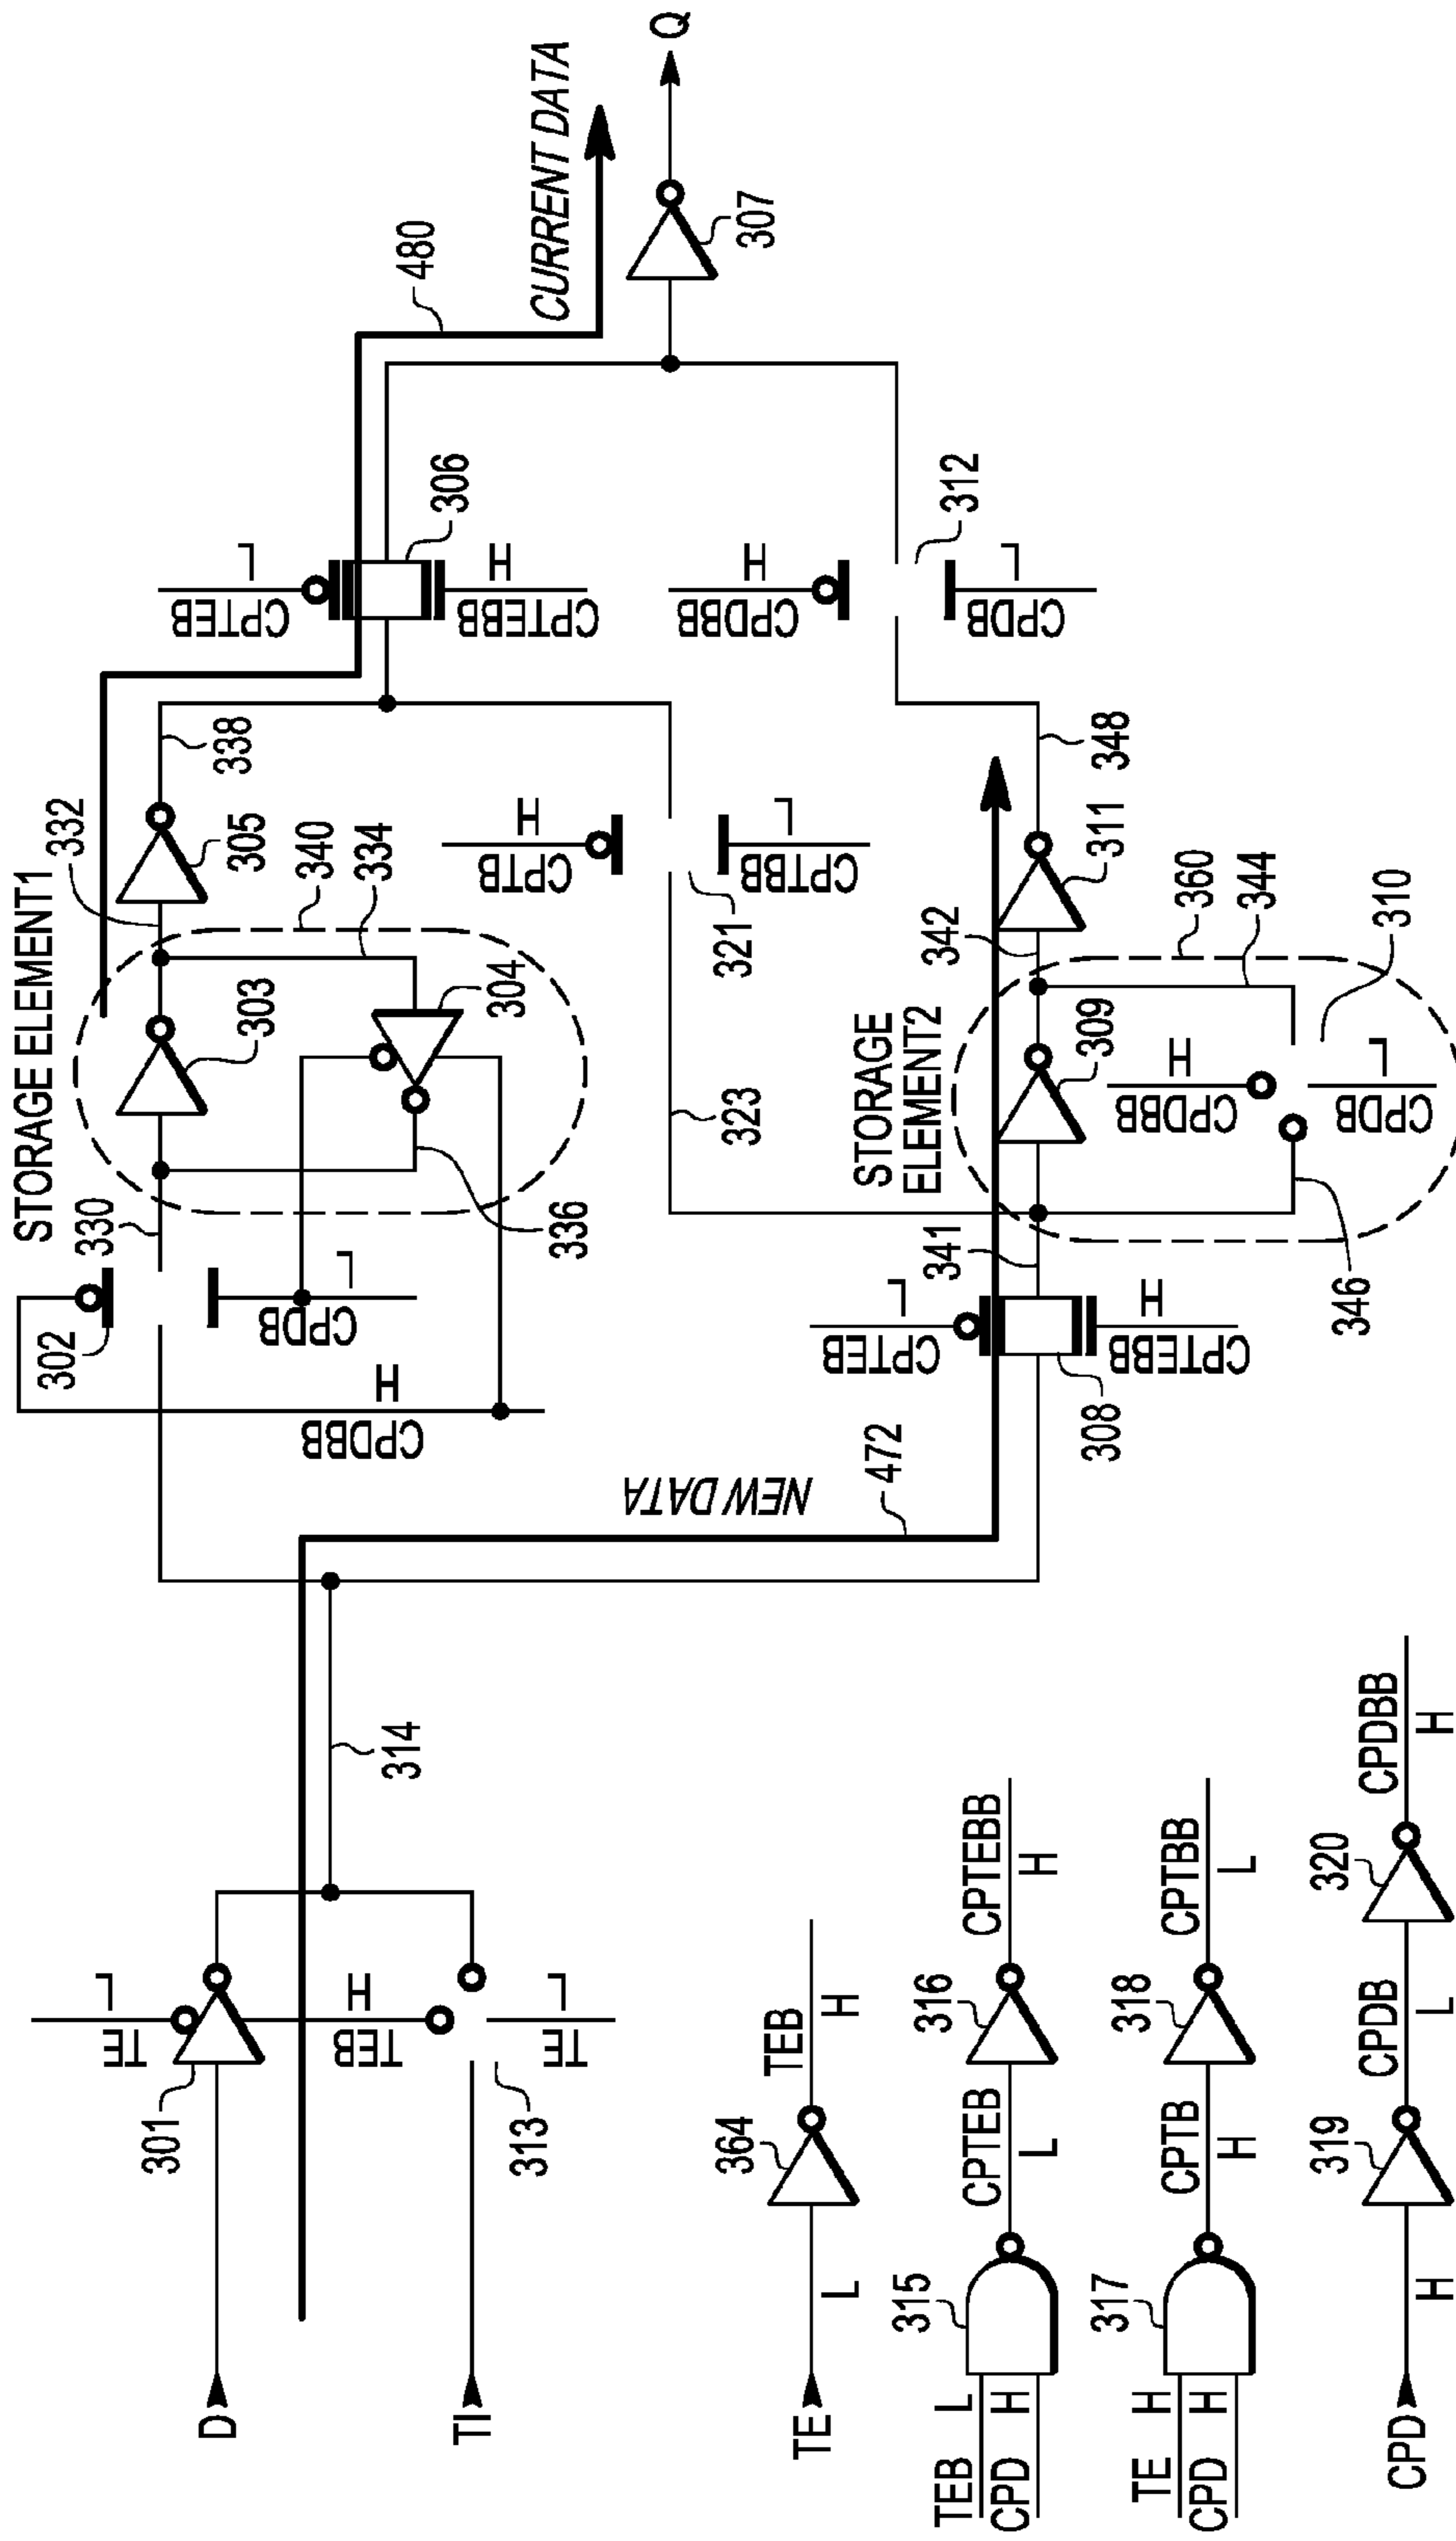 D
TI
TE
L
301
TEB
H
313
TE
L
314
NEW DATA
472
STORAGE ELEMENT1
302
330
CPDB
L
CPDBB
H
303
304
336
332
305
340
334
338
CPTB
H
321
CPTBB
L
323
CPTEB
L
306
CPTEBB
H
480
CURRENT DATA
307
Q
CPDBB
H
312
CPDB
L
STORAGE
ELEMENT2
CPTEB
L
341
308
CPTEBB
H
309
342
311
348
360
344
310
CPDBB
H
CPDB
L
346
TE
L
364
TEB
H
TEB L
CPD H
315
CPTEB
L
316
CPTEBB
H
TE H
CPD H
317
CPTB
H
318
CPTBB
L
CPD
H
319
CPDB
L
320
CPDBB
H